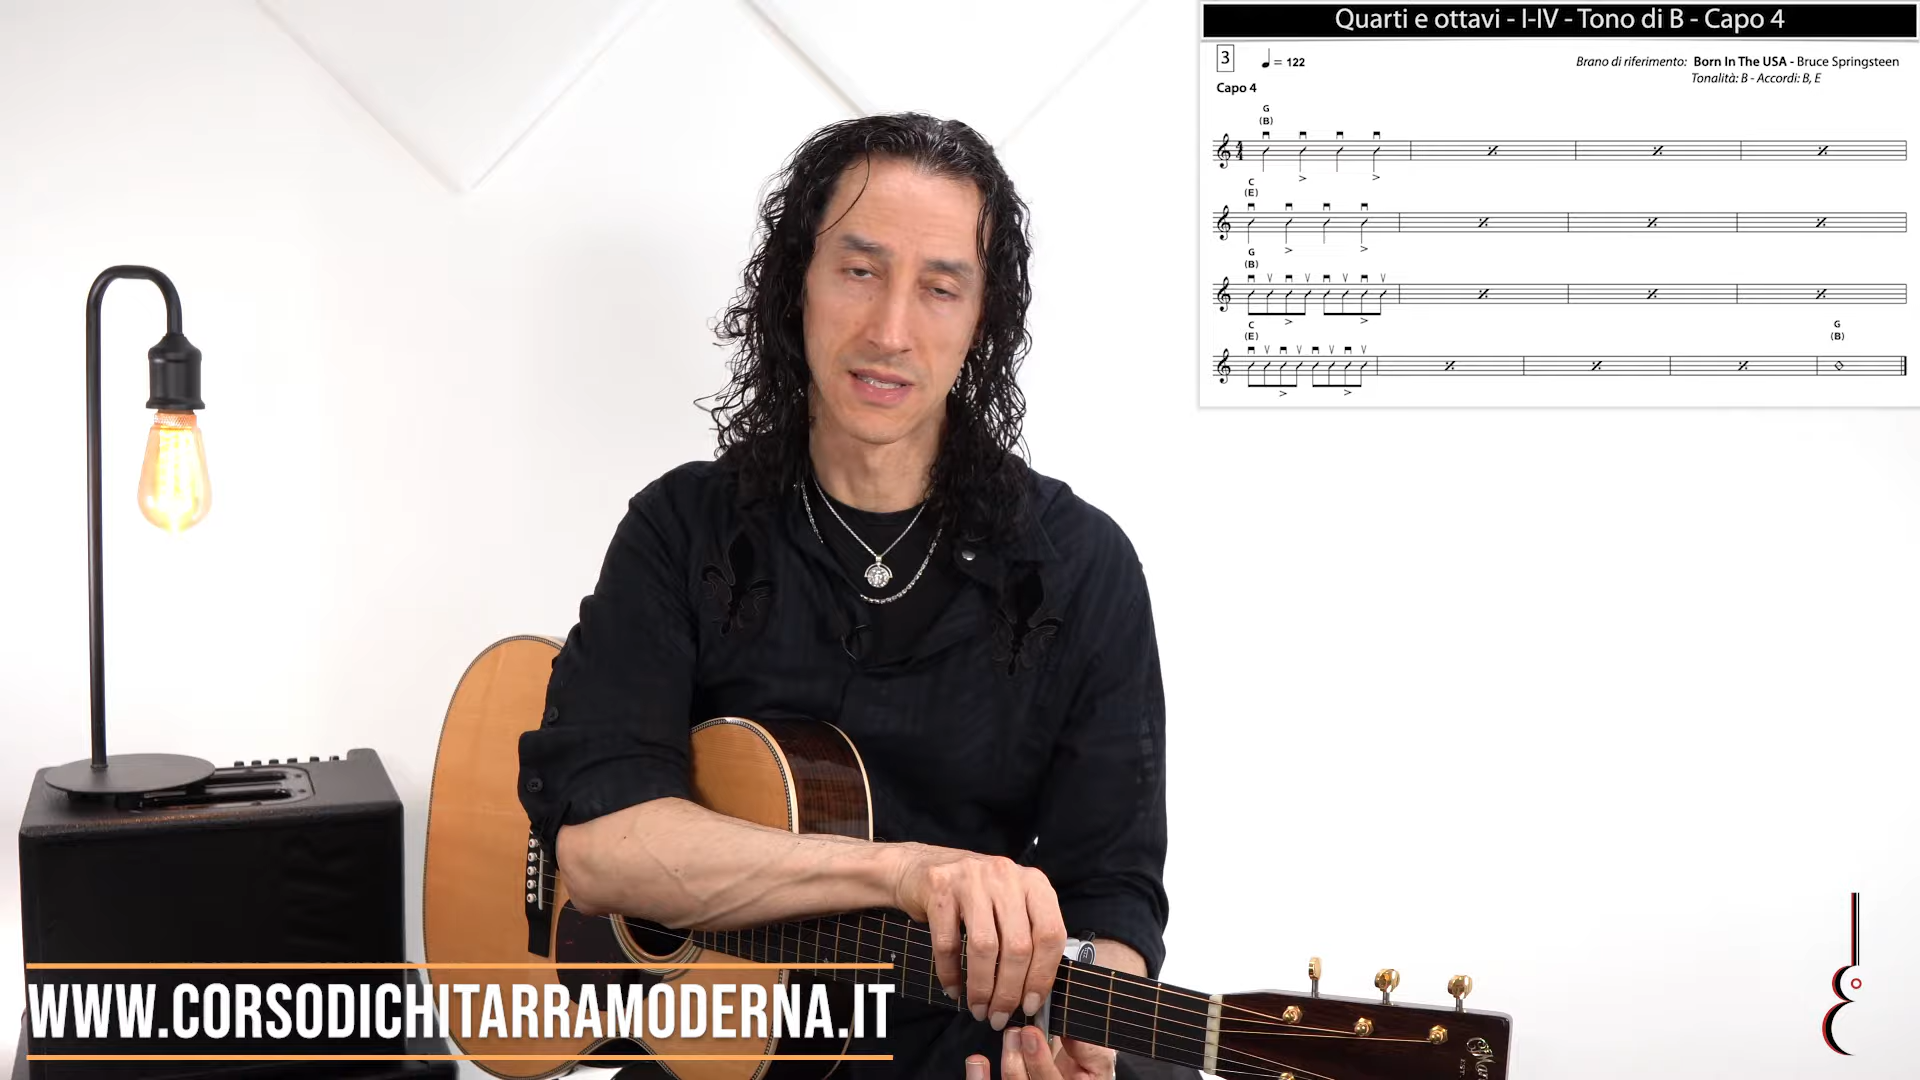 Quarti e ottavi - I-IV - Tono di B - Capo 4
3
= 122
Brano di riferimento: Born In The USA - Bruce Springsteen
Tonalità: B - Accordi: B, E
Capo 4
G
(B)
C
(E)
G
(B)
C
(E)
G
(B)
WWW.CORSODICHITARRAMODERNA.IT